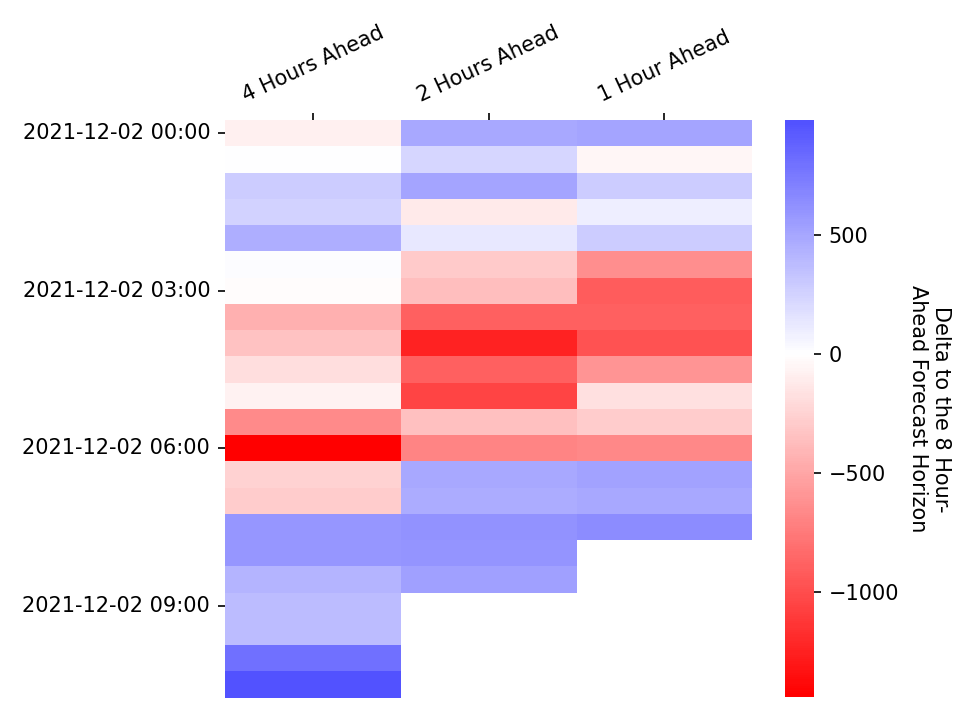 4 Hours Ahead
2 Hours Ahead
1 Hour Ahead
2021-12-02 00:00
2021-12-02 03:00
2021-12-02 06:00
2021-12-02 09:00
500
0
−500
−1000
Delta to the 8 Hour-
Ahead Forecast Horizon